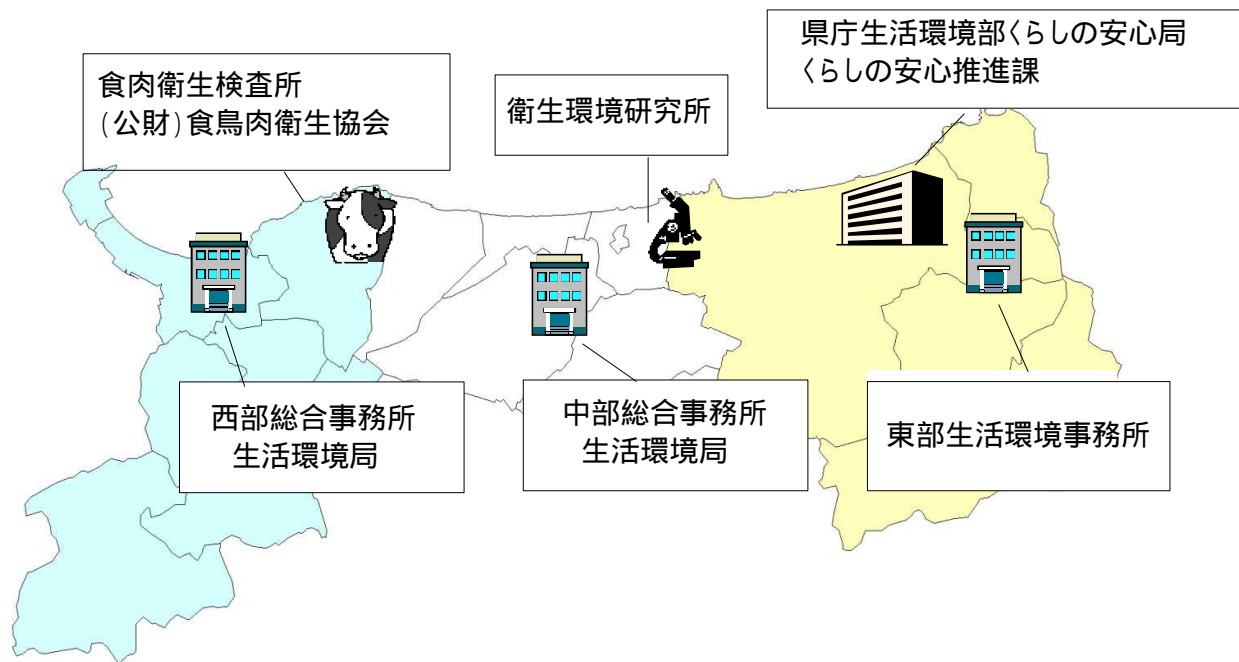 県庁生活環境部くらしの安心局
くらしの安心推進課
食肉衛生検査所
(公財)食鳥肉衛生協会
衛生環境研究所
西部総合事務所
生活環境局
中部総合事務所
生活環境局
東部生活環境事務所